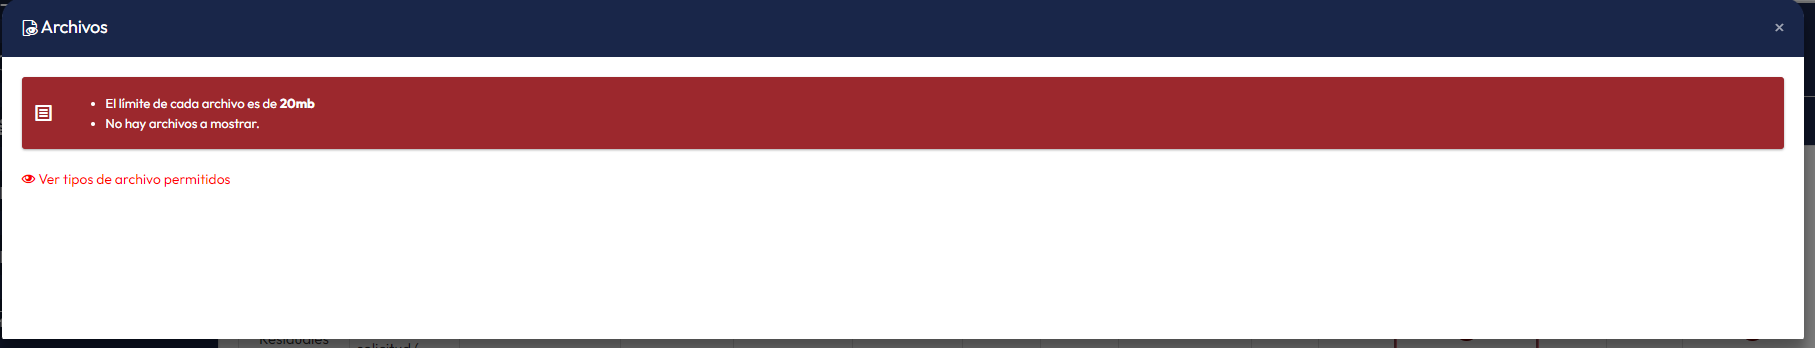 Archivos
×
El límite de cada archivo es de 20mb
No hay archivos a mostrar.
Ver tipos de archivo permitidos
Residuales
solicitud/